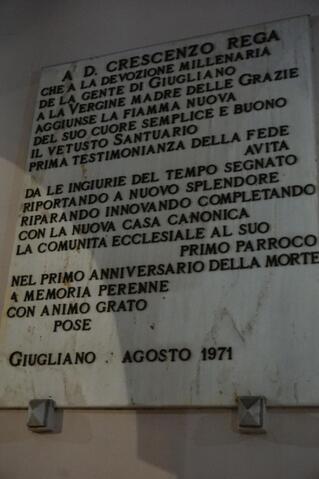 A D. CRESCENZO REGA
CHE A LA DEVOZIONE MILLENARIA
DE LA GENTE DI GIUGLIANO
A LA VERGINE MADRE DELLE GRAZIE
AGGIUNSE LA FIAMMA NUOVA
DEL SUO CUORE SEMPLICE E BUONO
IL VETUSTO SANTUARIO
PRIMA TESTIMONIANZA DELLA FEDE
AVITA
DA LE INGIURIE DEL TEMPO SEGNATO
RIPORTANDO A NUOVO SPLENDORE
RIPARANDO INNOVANDO COMPLETANDO
CON LA NUOVA CASA CANONICA
LA COMUNITA ECCLESIALE AL SUO
PRIMO PARROCO
NEL PRIMO ANNIVERSARIO DELLA MORTE
A MEMORIA PERENNE
CON ANIMO GRATO
POSE
GIUGLIANO AGOSTO 1971